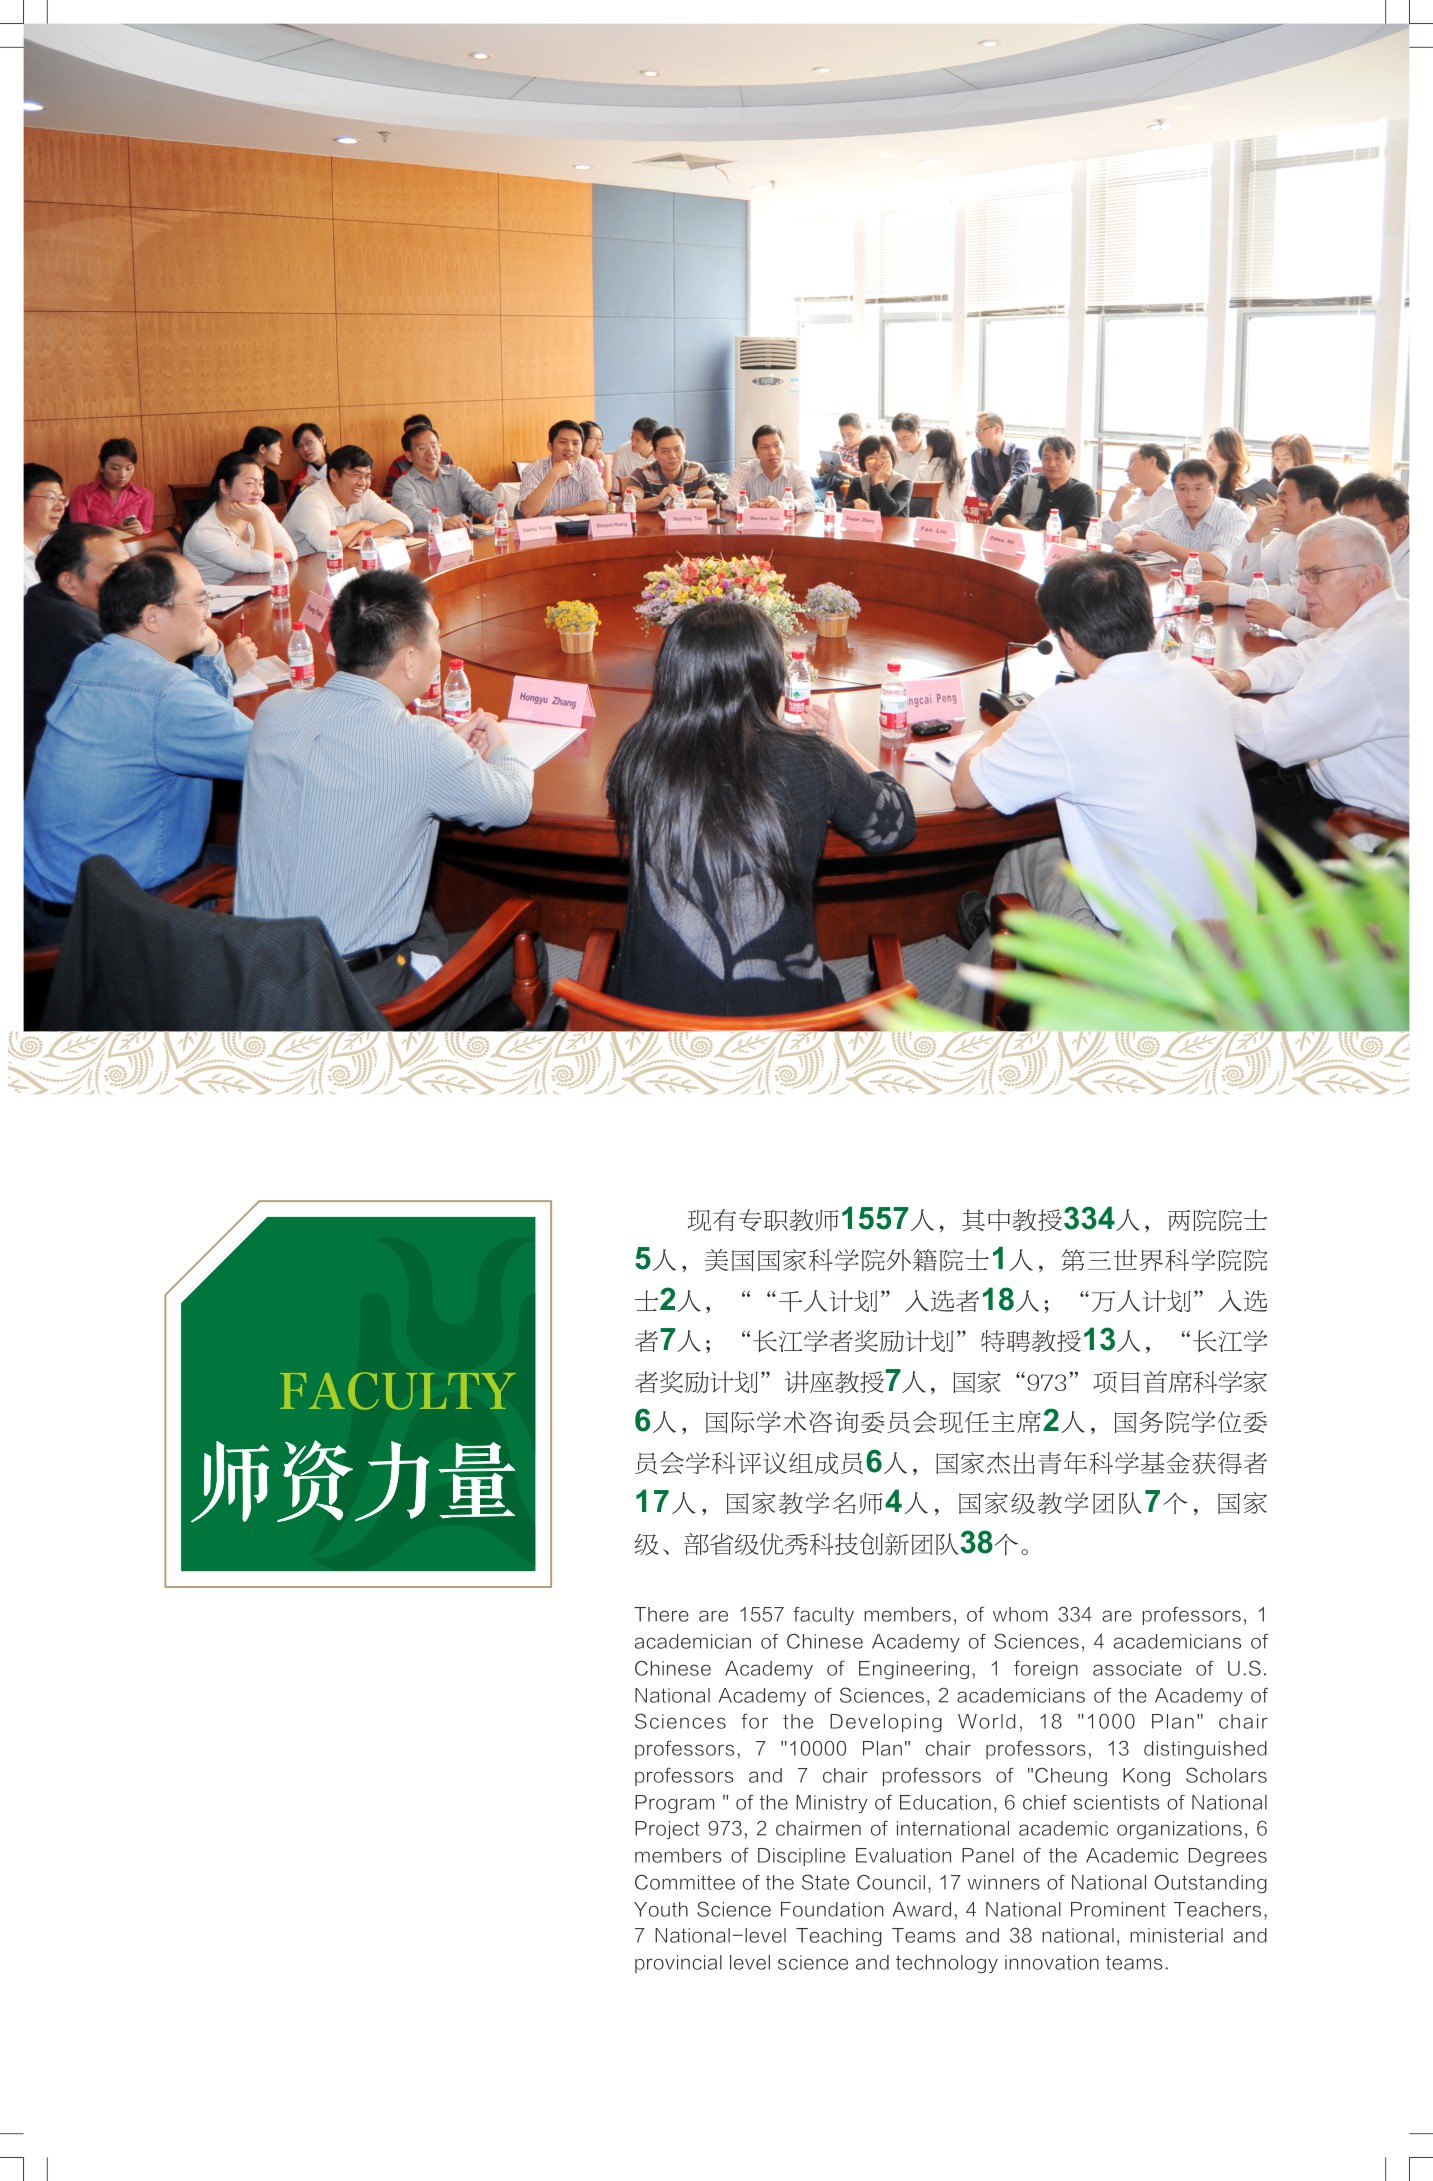 Hongyu Zhang
ngcai Peng
Fan Liu
FACULTY
师资力量
现有专职教师1557人，其中教授334人，两院院士
5人，美国国家科学院外籍院士1人，第三世界科学院院
士2人，““千人计划”入选者18人；“万人计划”入选
者7人；“长江学者奖励计划”特聘教授13人，“长江学
者奖励计划”讲座教授7人，国家“973”项目首席科学家
6人，国际学术咨询委员会现任主席2人，国务院学位委
员会学科评议组成员6人，国家杰出青年科学基金获得者
17人，国家教学名师4人，国家级教学团队7个，国家
级、部省级优秀科技创新团队38个。
There are 1557 faculty members, of whom 334 are professors, 1
academician of Chinese Academy of Sciences, 4 academicians of
Chinese Academy of Engineering, 1 foreign associate of U.S.
National Academy of Sciences, 2 academicians of the Academy of
Sciences for the Developing World, 18 "1000 Plan" chair
professors, 7 "10000 Plan" chair professors, 13 distinguished
professors and 7 chair professors of "Cheung Kong Scholars
Program " of the Ministry of Education, 6 chief scientists of National
Project 973, 2 chairmen of international academic organizations, 6
members of Discipline Evaluation Panel of the Academic Degrees
Committee of the State Council, 17 winners of National Outstanding
Youth Science Foundation Award, 4 National Prominent Teachers,
7 National-level Teaching Teams and 38 national, ministerial and
provincial level science and technology innovation teams.